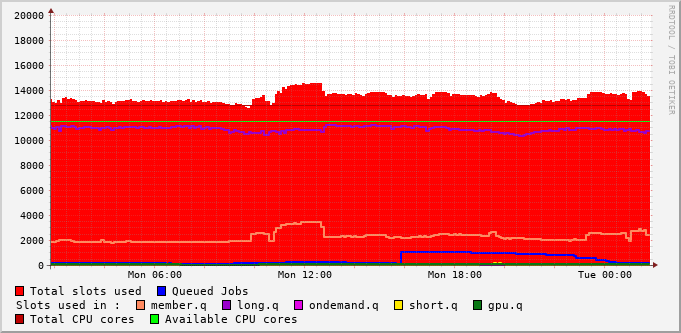 20000
18000
16000
14000
12000
10000
8000
6000
4000
2000
0
Mon 06:00 Mon 12:00 Mon 18:00 Tue 00:00
Total slots used Queued Jobs
Slots used in : member.q long.q ondemand.q short.q gpu.q
Total CPU cores Available CPU cores
RRDTOOL / TOBI OETIKER